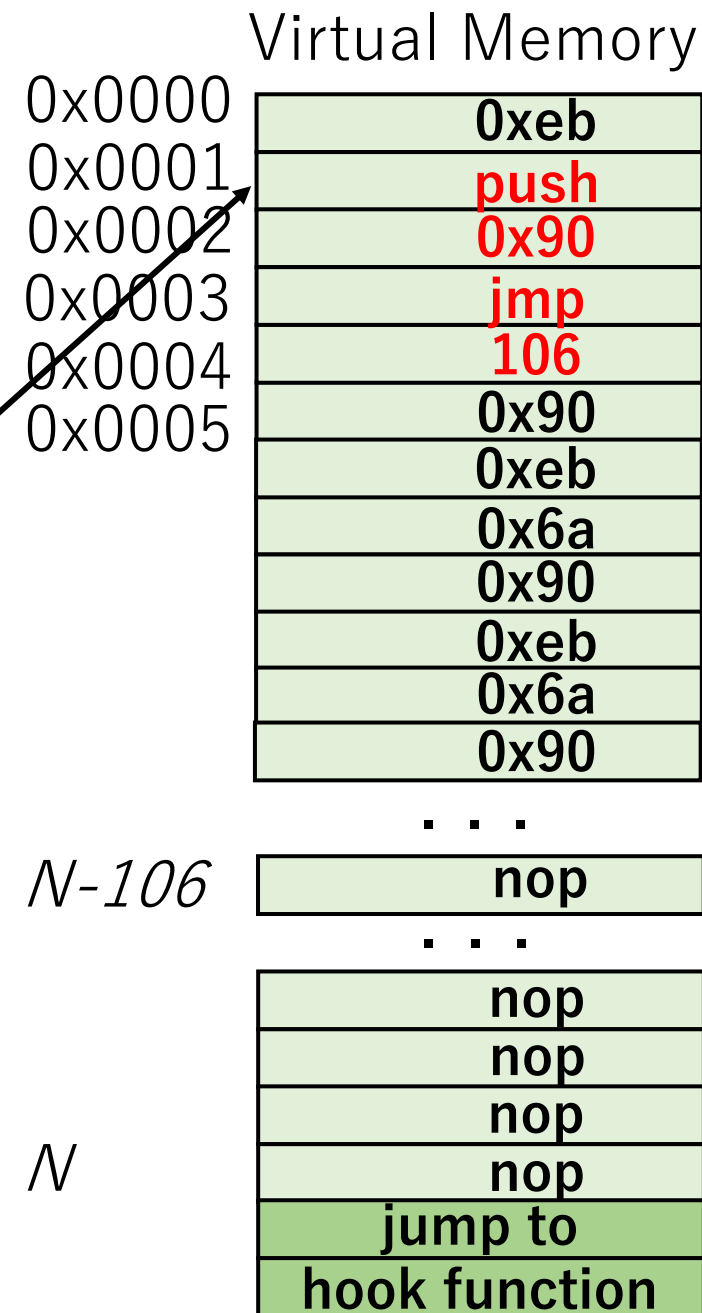 Virtual Memory
0x0000 0xeb
0x0001 push
0x0002 0x90
0x0003 jmp
0x0004 106
0x0005 0x90
0xeb
0x6a
0x90
0xeb
0x6a
0x90
. . .
N-106 nop
. . .
nop
nop
nop
N nop
jump to
hook function